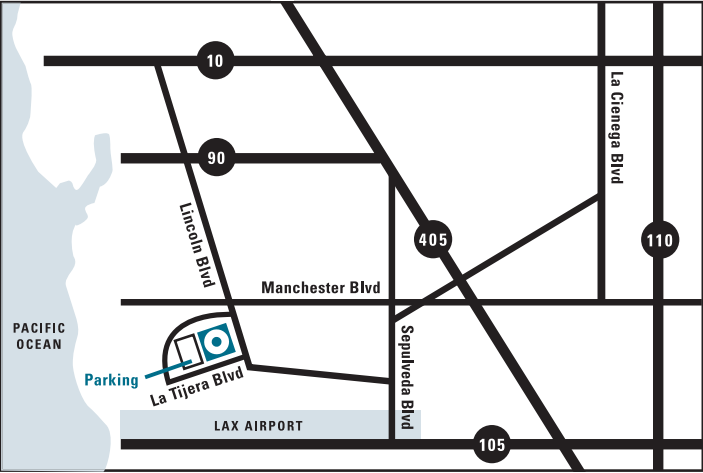 10
La Cienega Blvd
90
Lincoln Blvd
405
110
Manchester Blvd
PACIFIC
OCEAN
Sepulveda Blvd
Parking
La Tijera Blvd
LAX AIRPORT
105